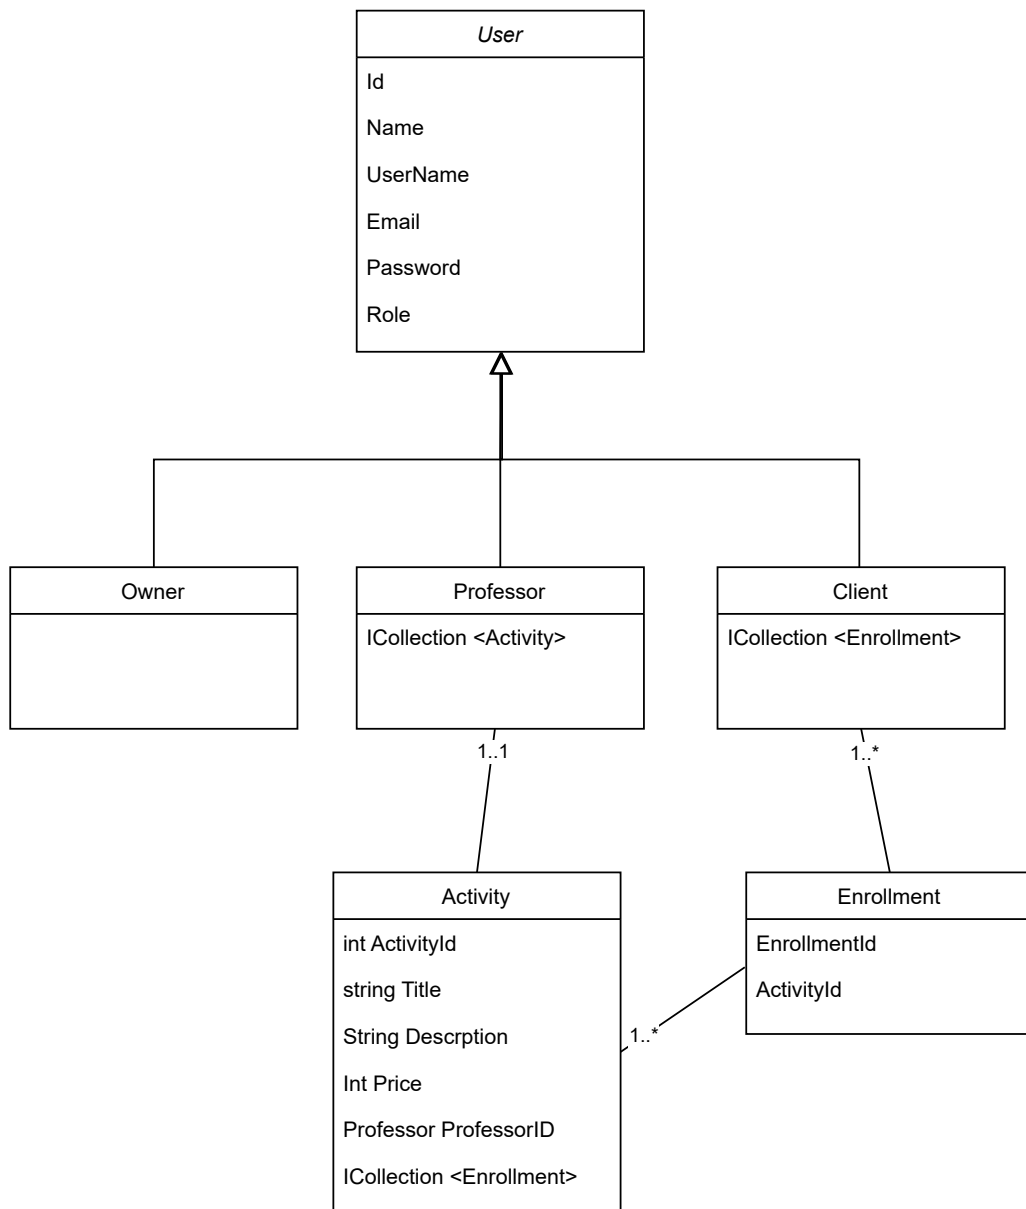 User
Id
Name
UserName
Email
Password
Role
Owner
Professor
ICollection <Activity>
Client
ICollection <Enrollment>
1..1
1..*
Activity
int ActivityId
string Title
String Descrption
Int Price
Professor ProfessorID
ICollection <Enrollment>
Enrollment
EnrollmentId
ActivityId
1..*